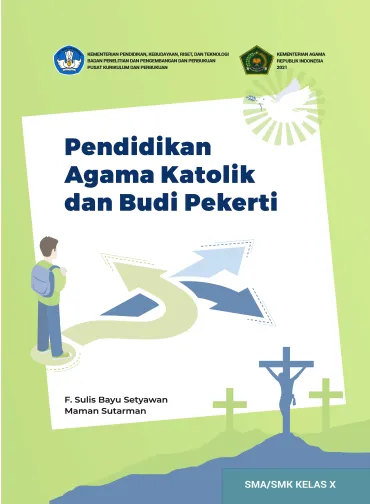 KEMENTERIAN PENDIDIKAN, KEBUDAYAAN, RISET, DAN TEKNOLOGI
BADAN PENELITIAN DAN PENGEMBANGAN DAN PERBUKUAN
PUSAT KURIKULUM DAN PERBUKUAN
KEMENTERIAN AGAMA
REPUBLIK INDONESIA
2021
Pendidikan
Agama Katolik
dan Budi Pekerti
F. Sulis Bayu Setyawan
Maman Sutarman
SMA/SMK KELAS X